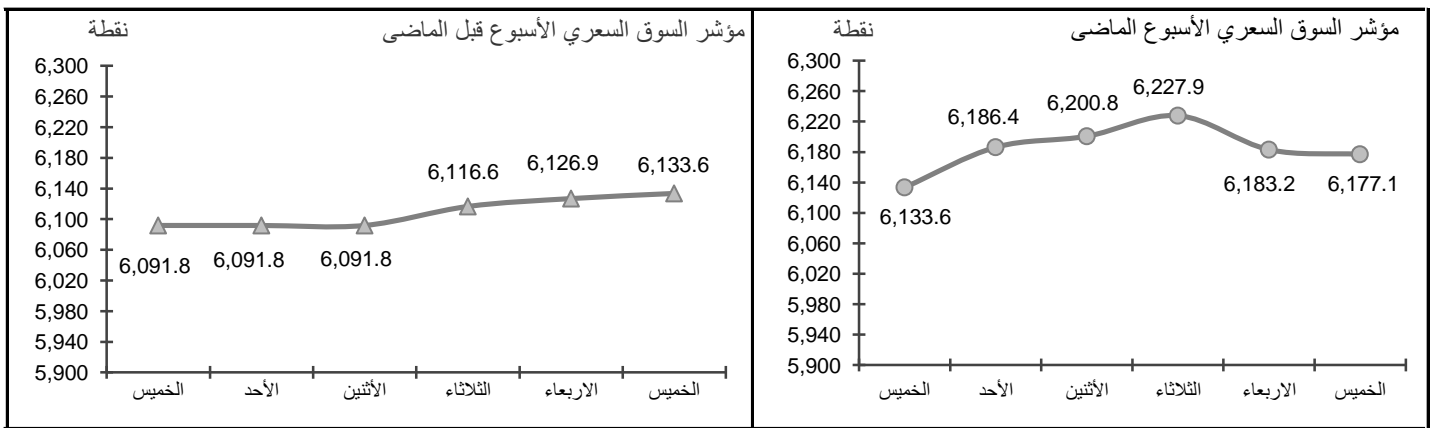 مؤشر السوق السعري الأسبوع الماضى
نقطة
6,300
6,260
6,220
6,180
6,140
6,100
6,060
6,020
5,980
5,940
5,900
6,133.6
6,186.4
6,200.8
6,227.9
6,183.2
6,177.1
الخميس
الأحد
الأثنين
الثلاثاء
الاربعاء
الخميس
مؤشر السوق السعري الأسبوع قبل الماضى
نقطة
6,300
6,260
6,220
6,180
6,140
6,100
6,060
6,020
5,980
5,940
5,900
6,091.8
6,091.8
6,091.8
6,116.6
6,126.9
6,133.6
الخميس
الأحد
الأثنين
الثلاثاء
الاربعاء
الخميس